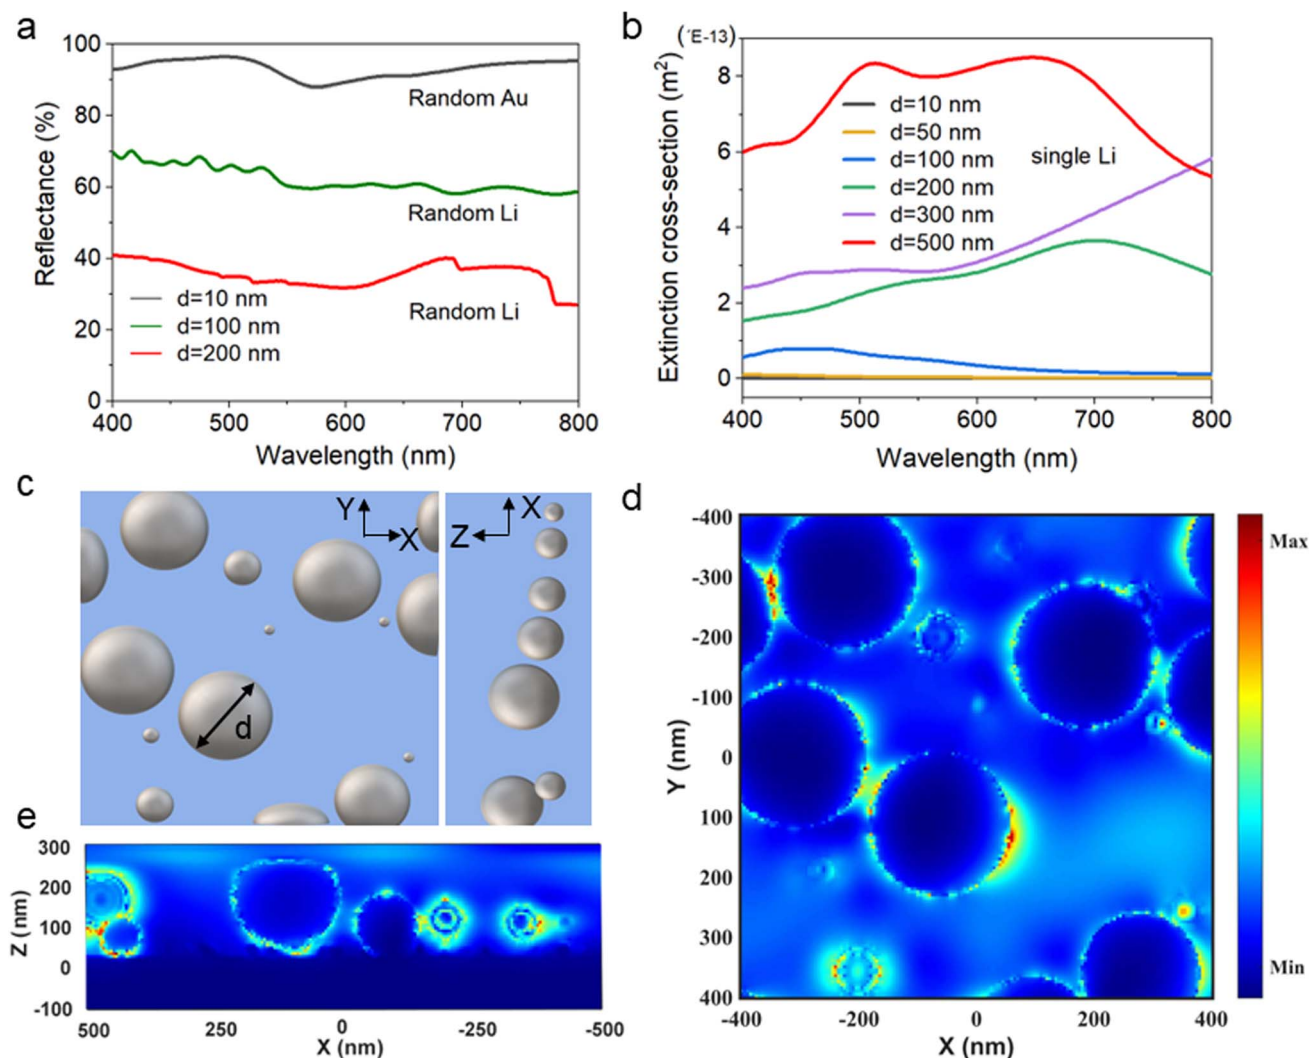 a
100
80
60
40
20
0
Reflectance (%)
Random Au
Random Li
Random Li
d=10 nm
d=100 nm
d=200 nm
400 500 600 700 800
Wavelength (nm)
b
(´E-13)
8
6
4
2
0
Extinction cross-section (m²)
d=10 nm
d=50 nm
d=100 nm
d=200 nm
d=300 nm
d=500 nm
single Li
400 500 600 700 800
Wavelength (nm)
c
Y
X
d
X
Z
d
-400
-300
-200
-100
0
100
200
300
400
Y (nm)
-400 -200 0 200 400
X (nm)
Max
Min
e
300
200
100
0
-100
Z (nm)
500 250 0 -250 -500
X (nm)